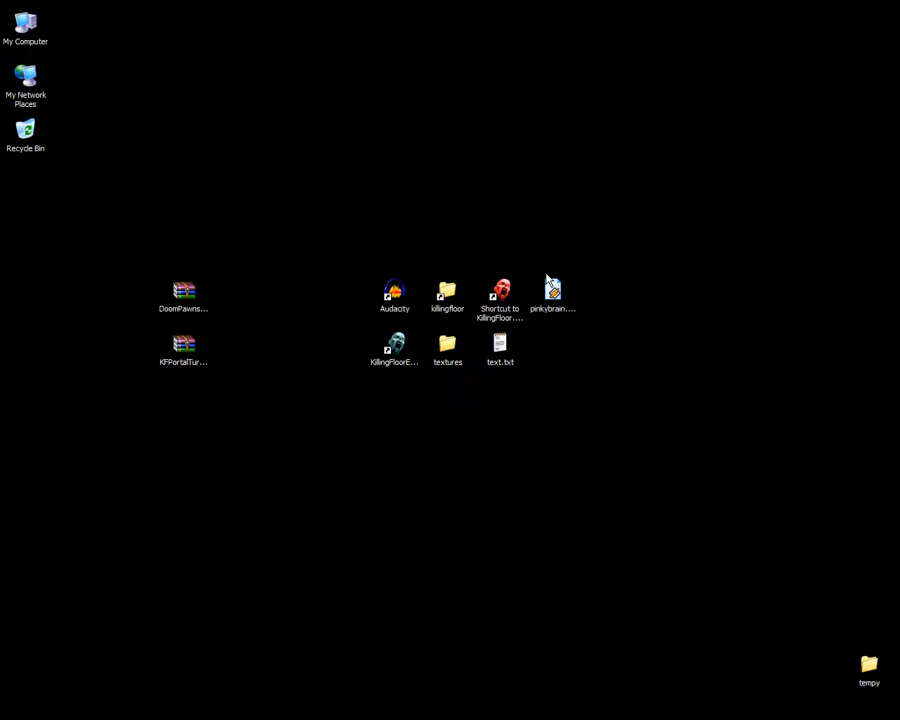 My Computer
My Network
Places
Recycle Bin
DoomPawns...
Audacity
killingfloor
Shortcut to
KillingFloor....
pinkybrain....
KFPortalTur...
KillingFloorE...
textures
text.txt
tempy